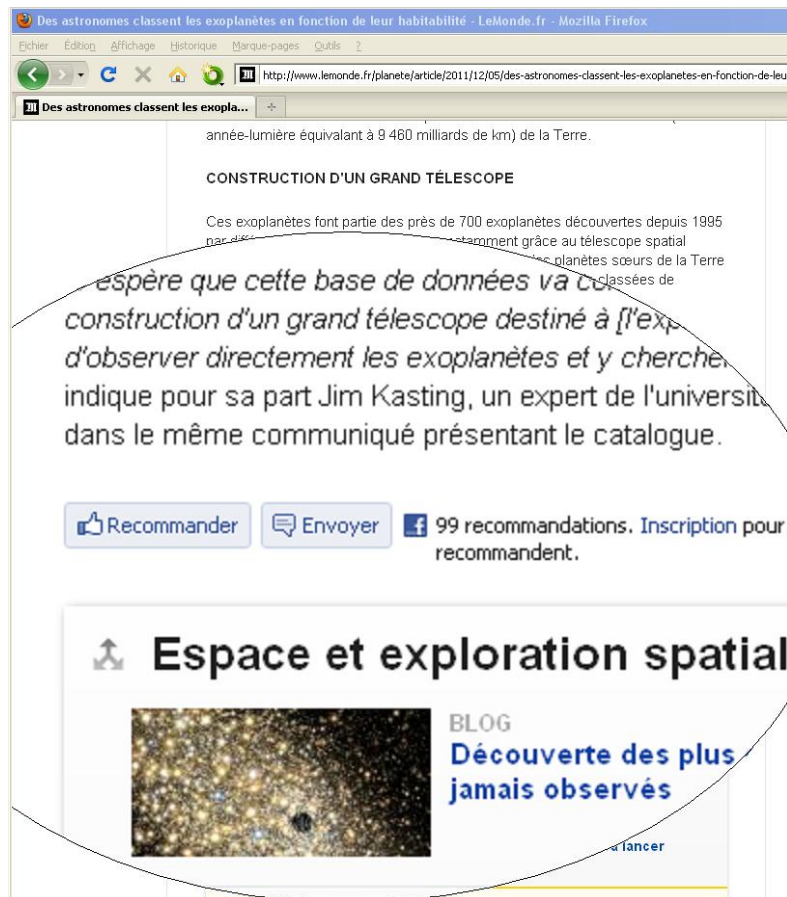 Des astronomes classent les exoplanètes en fonction de leur habitabilité - LeMonde.fr - Mozilla Firefox
Fichier Édition Affichage Historique Marque-pages Outils ?
http://www.lemonde.fr/planete/article/2011/12/05/des-astronomes-classent-les-exoplanetes-en-fonction-de-leu
Des astronomes classent les exopla...
année-lumière équivalant à 9 460 milliards de km) de la Terre.
CONSTRUCTION D'UN GRAND TÉLESCOPE
Ces exoplanètes font partie des près de 700 exoplanètes découvertes depuis 1995
par grâce au télescope spatial
planètes sœurs de la Terre
classées de
espère que cette base de données va
construction d'un grand télescope destiné à
d'observer directement les exoplanètes et y
indique pour sa part Jim Kasting, un expert de l'université
dans le même communiqué présentant le catalogue.
Recommander Envoyer 99 recommandations. Inscription pour
recommandent.
Espace et exploration spatial
BLOG
Découverte des plus
jamais observés
lancer